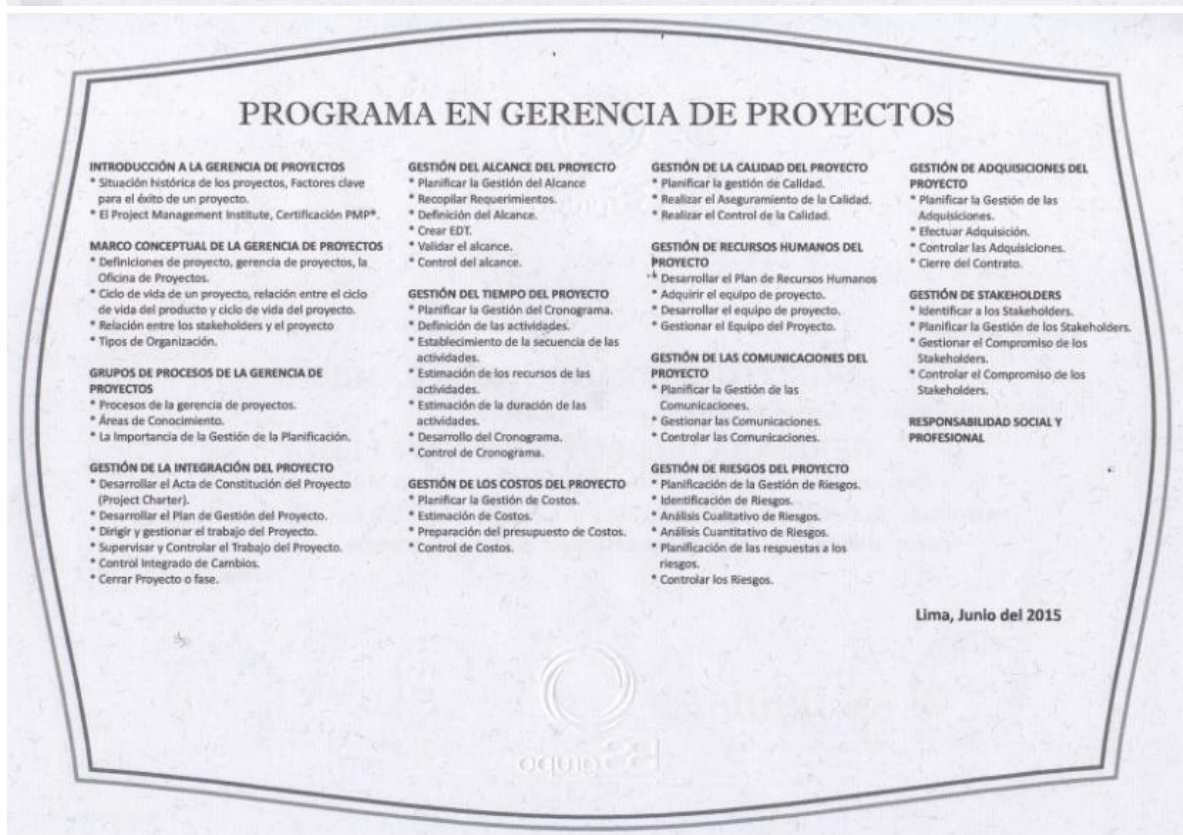 PROGRAMA EN GERENCIA DE PROYECTOS
INTRODUCCIÓN A LA GERENCIA DE PROYECTOS
* Situación histórica de los proyectos, Factores clave
para el éxito de un proyecto.
* El Project Management Institute, Certificación PMP®.
MARCO CONCEPTUAL DE LA GERENCIA DE PROYECTOS
* Definiciones de proyecto, gerencia de proyectos, la
Oficina de Proyectos.
* Ciclo de vida de un proyecto, relación entre el ciclo
de vida del producto y ciclo de vida del proyecto.
* Relación entre los stakeholders y el proyecto
* Tipos de Organización.
GRUPOS DE PROCESOS DE LA GERENCIA DE
PROYECTOS
* Procesos de la gerencia de proyectos.
* Áreas de Conocimiento.
* La Importancia de la Gestión de la Planificación.
GESTIÓN DE LA INTEGRACIÓN DEL PROYECTO
* Desarrollar el Acta de Constitución del Proyecto
(Project Charter).
* Desarrollar el Plan de Gestión del Proyecto.
* Dirigir y gestionar el trabajo del Proyecto.
* Supervisar y Controlar el Trabajo del Proyecto.
* Control Integrado de Cambios.
* Cerrar Proyecto o fase.
GESTIÓN DEL ALCANCE DEL PROYECTO
* Planificar la Gestión del Alcance
* Recopilar Requerimientos.
* Definición del Alcance.
* Crear EDT.
* Validar el alcance.
* Control del alcance.
GESTIÓN DEL TIEMPO DEL PROYECTO
* Planificar la Gestión del Cronograma.
* Definición de las actividades.
* Establecimiento de la secuencia de las
actividades.
* Estimación de los recursos de las
actividades.
* Estimación de la duración de las
actividades.
* Desarrollo del Cronograma.
* Control de Cronograma.
GESTIÓN DE LOS COSTOS DEL PROYECTO
* Planificar la Gestión de Costos.
* Estimación de Costos.
* Preparación del presupuesto de Costos.
* Control de Costos.
GESTIÓN DE LA CALIDAD DEL PROYECTO
* Planificar la gestión de Calidad.
* Realizar el Aseguramiento de la Calidad.
* Realizar el Control de la Calidad.
GESTIÓN DE RECURSOS HUMANOS DEL
PROYECTO
* Desarrollar el Plan de Recursos Humanos
* Adquirir el equipo de proyecto.
* Desarrollar el equipo de proyecto.
* Gestionar el Equipo del Proyecto.
GESTIÓN DE LAS COMUNICACIONES DEL
PROYECTO
* Planificar la Gestión de las
Comunicaciones.
* Gestionar las Comunicaciones.
* Controlar las Comunicaciones.
GESTIÓN DE RIESGOS DEL PROYECTO
* Planificación de la Gestión de Riesgos.
* Identificación de Riesgos.
* Análisis Cualitativo de Riesgos.
* Análisis Cuantitativo de Riesgos.
* Planificación de las respuestas a los
riesgos.
* Controlar los Riesgos.
GESTIÓN DE ADQUISICIONES DEL
PROYECTO
* Planificar la Gestión de las
Adquisiciones.
* Efectuar Adquisición.
* Controlar las Adquisiciones.
* Cierre del Contrato.
GESTIÓN DE STAKEHOLDERS
* Identificar a los Stakeholders.
* Planificar la Gestión de los Stakeholders.
* Gestionar el Compromiso de los
Stakeholders.
* Controlar el Compromiso de los
Stakeholders.
RESPONSABILIDAD SOCIAL Y
PROFESIONAL
Lima, Junio del 2015